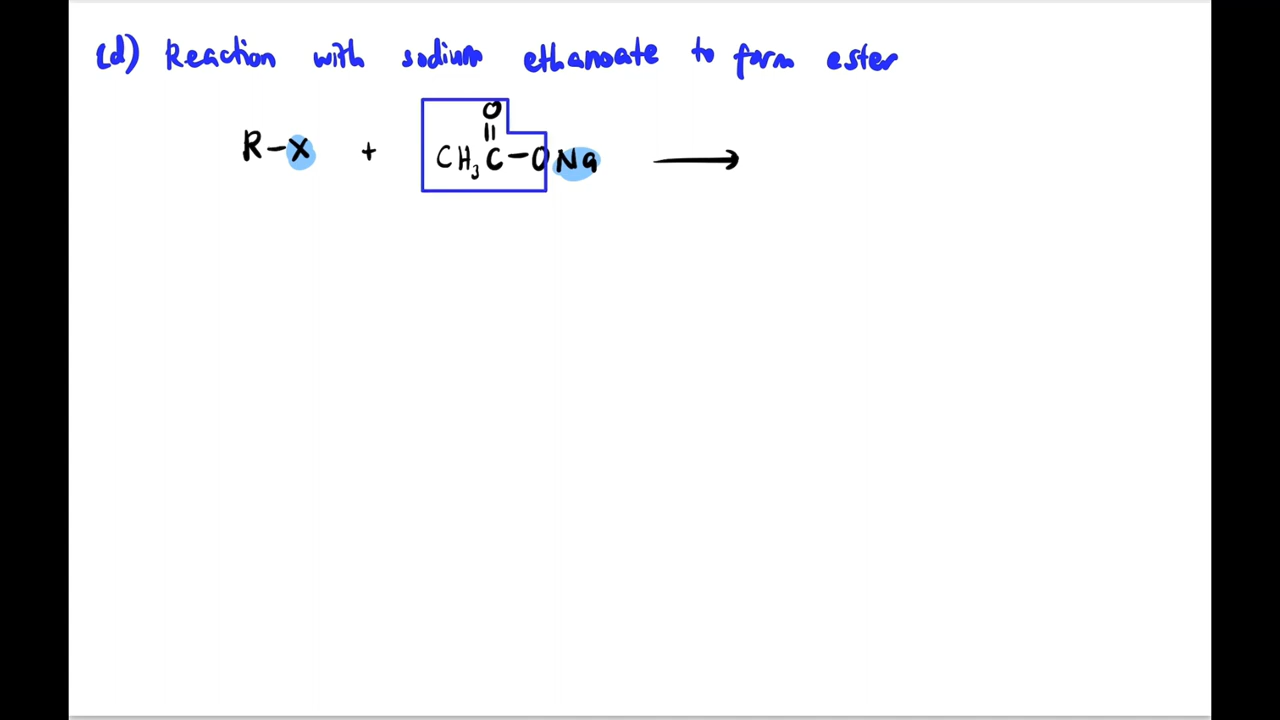 (d) Reaction with sodium ethanoate to form ester
O
||
R-X + CH3C-ONa ⟶